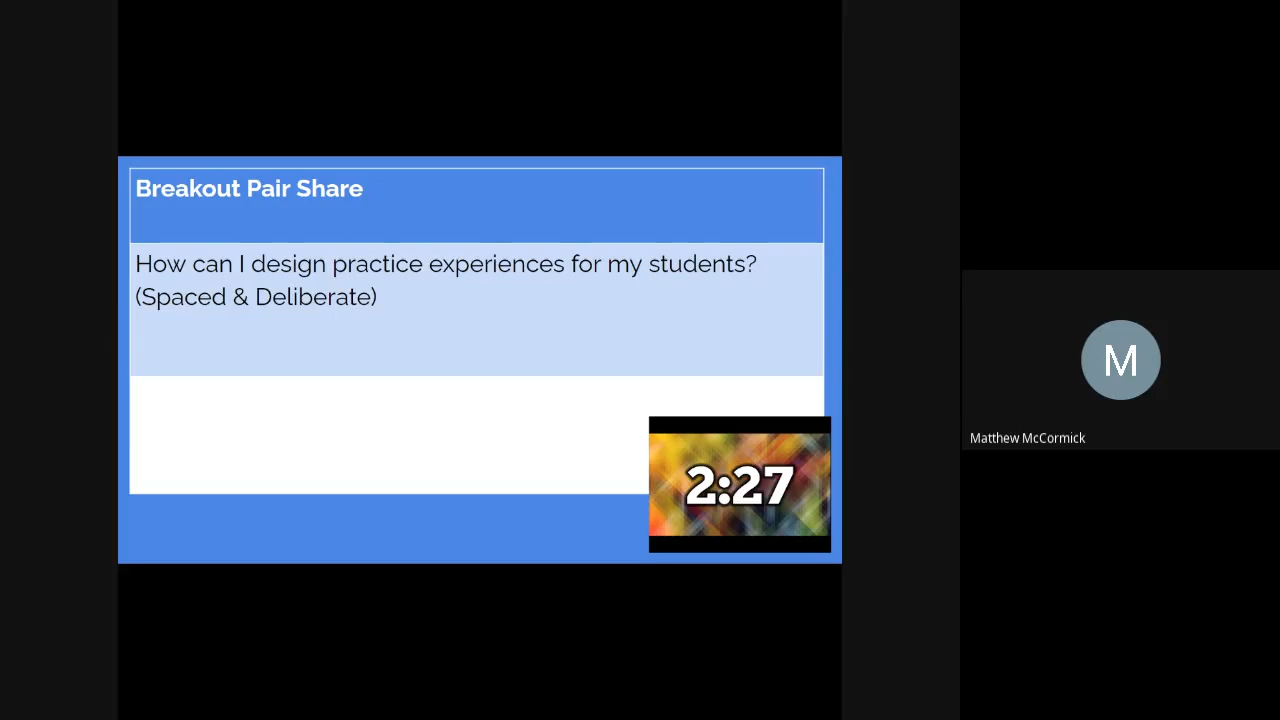 Breakout Pair Share
How can I design practice experiences for my students?
(Spaced & Deliberate)
2:27
M
Matthew McCormick